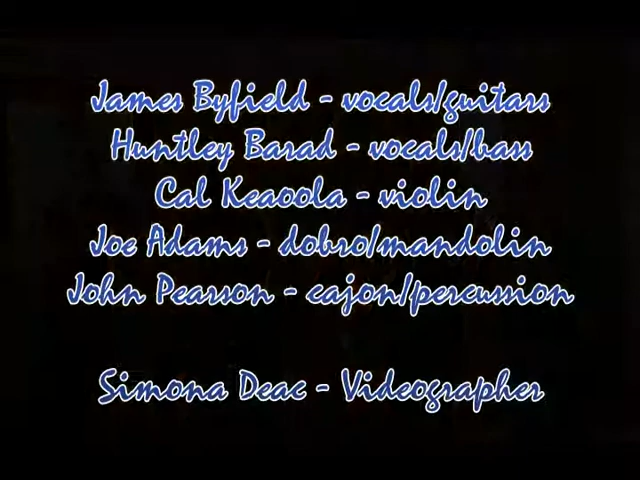 James Byfield - vocals/guitars
Huntley Barad - vocals/bass
Cal Keaoola - violin
Joe Adams - dobro/mandolin
John Pearson - cajon/percussion
Simona Deac - Videographer